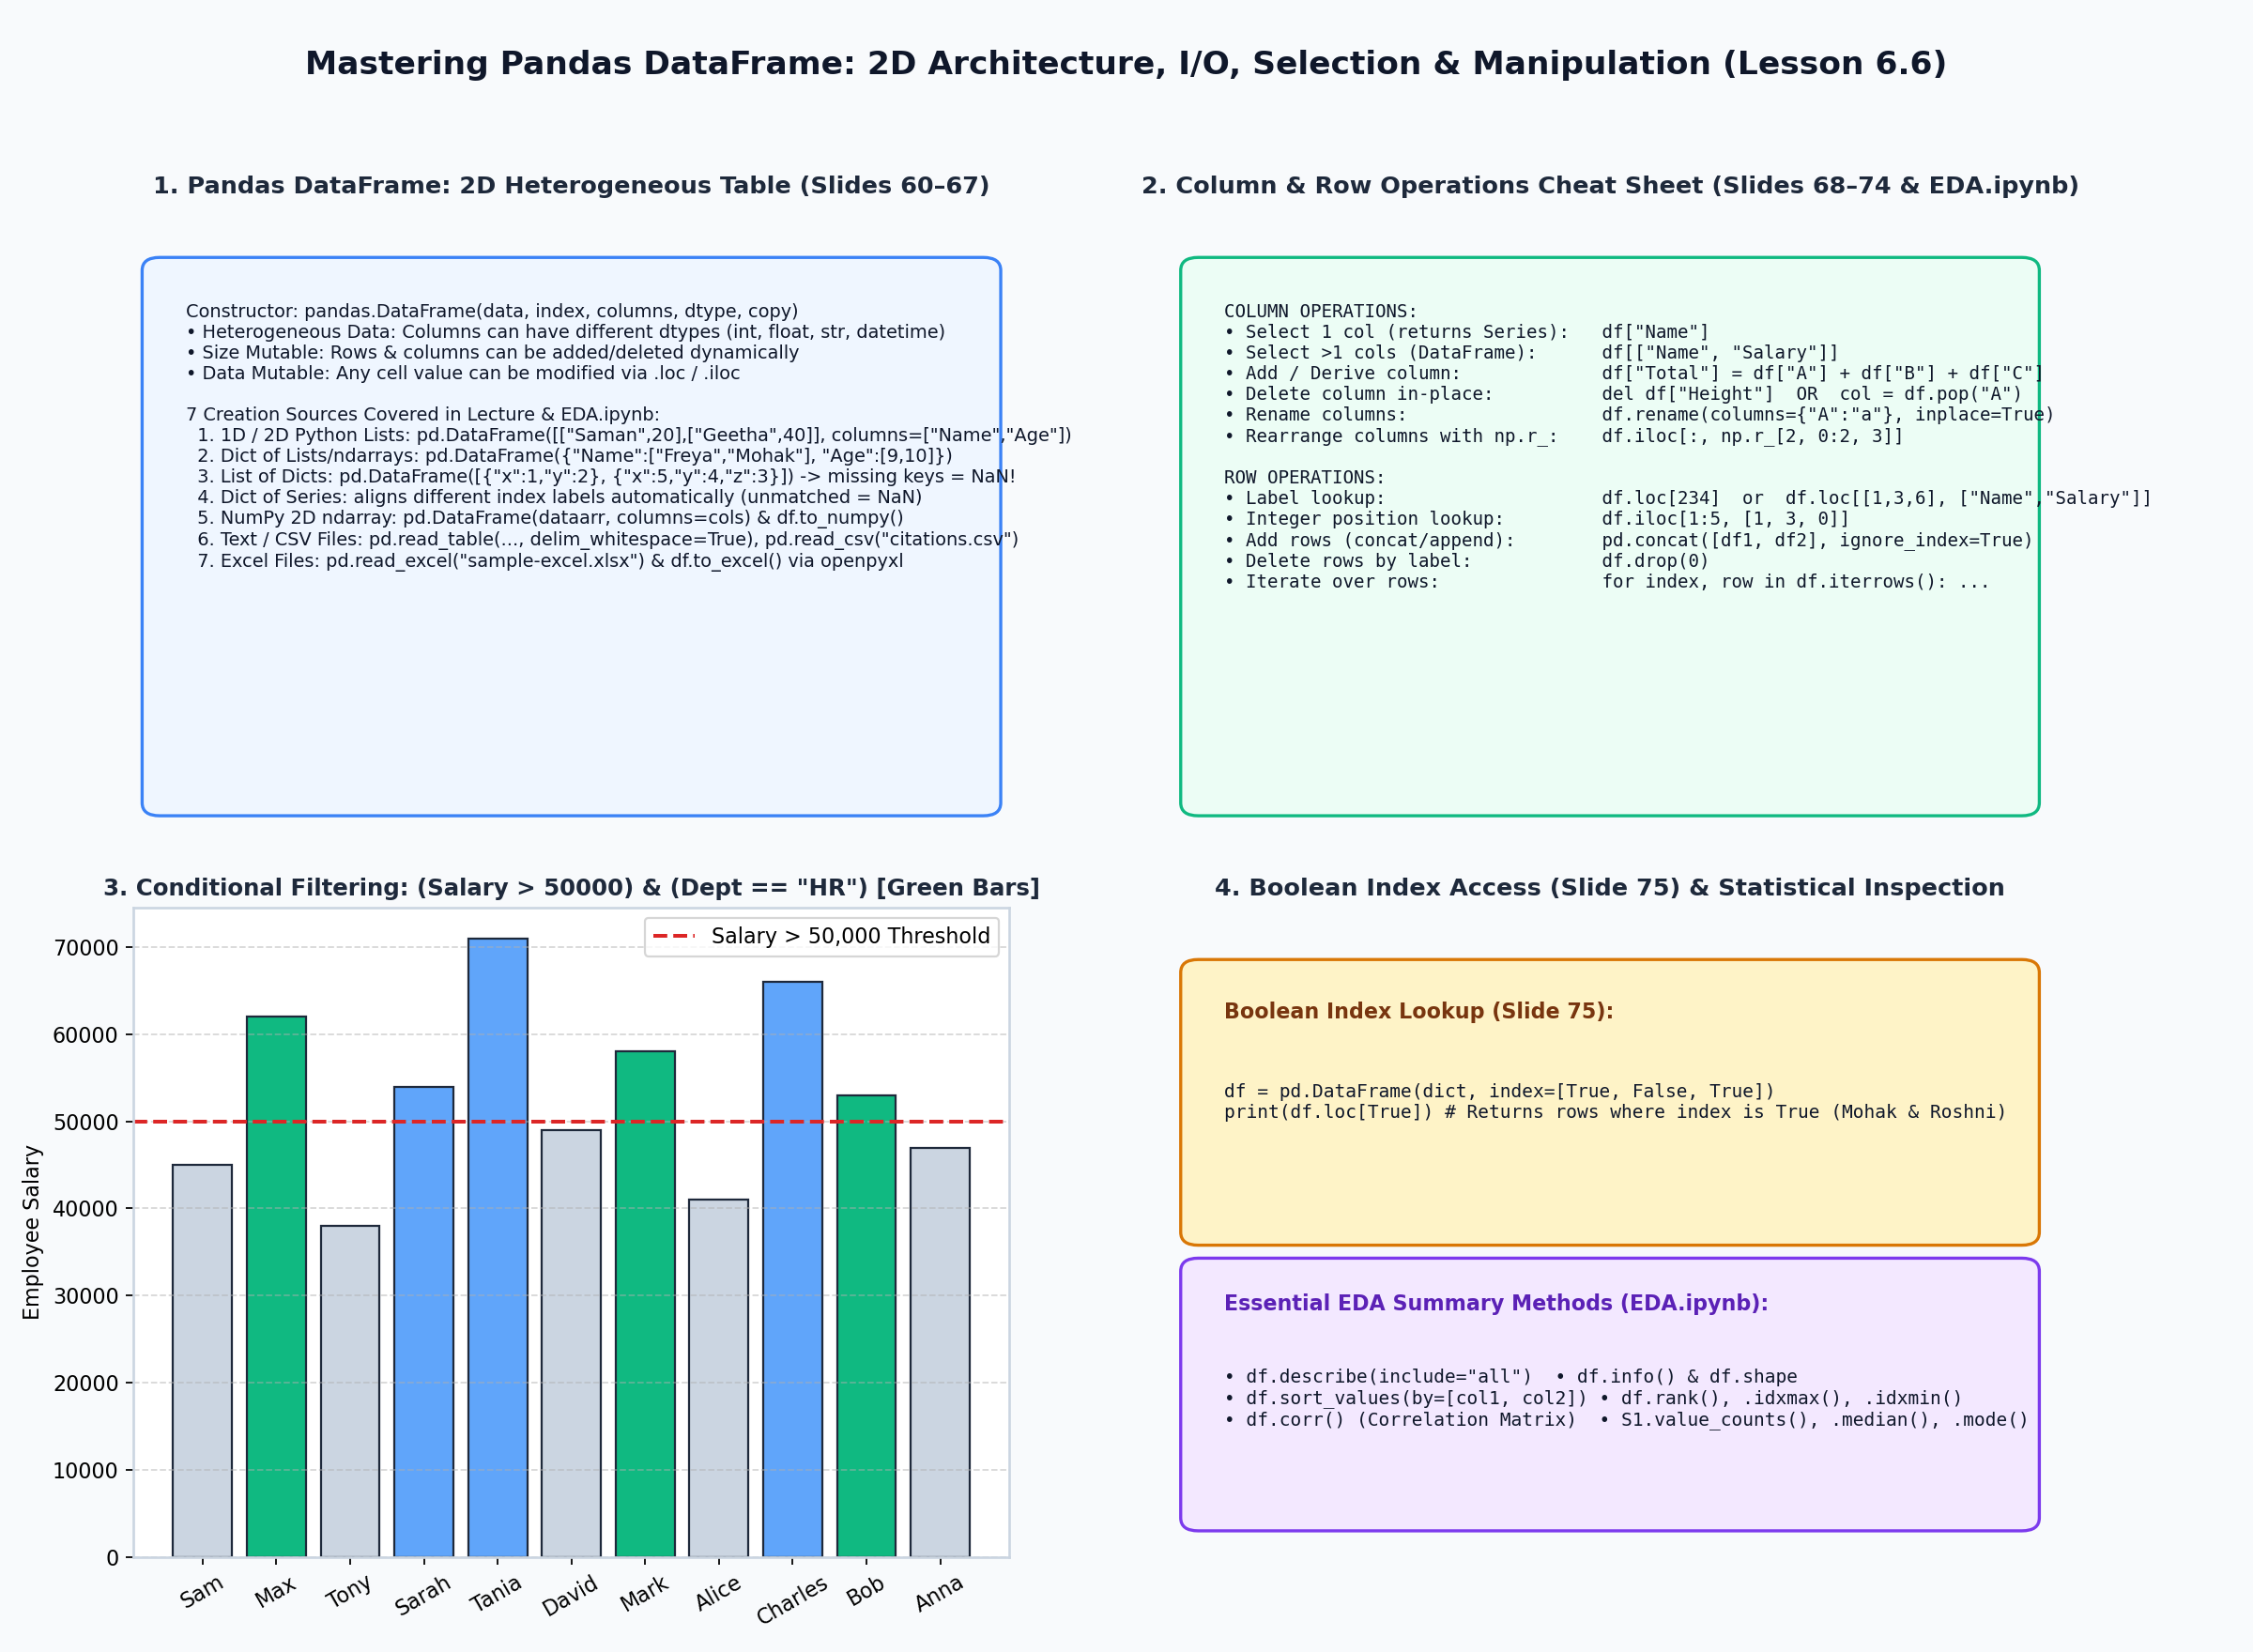 Mastering Pandas DataFrame: 2D Architecture, I/O, Selection & Manipulation (Lesson 6.6)
1. Pandas DataFrame: 2D Heterogeneous Table (Slides 60–67)
Constructor: pandas.DataFrame(data, index, columns, dtype, copy)
• Heterogeneous Data: Columns can have different dtypes (int, float, str, datetime)
• Size Mutable: Rows & columns can be added/deleted dynamically
• Data Mutable: Any cell value can be modified via .loc / .iloc
7 Creation Sources Covered in Lecture & EDA.ipynb:
1. 1D / 2D Python Lists: pd.DataFrame([["Saman",20],["Geetha",40]], columns=["Name","Age"])
2. Dict of Lists/ndarrays: pd.DataFrame({"Name":["Freya","Mohak"], "Age":[9,10]})
3. List of Dicts: pd.DataFrame([{"x":1,"y":2}, {"x":5,"y":4,"z":3}]) -> missing keys = NaN!
4. Dict of Series: aligns different index labels automatically (unmatched = NaN)
5. NumPy 2D ndarray: pd.DataFrame(dataarr, columns=cols) & df.to_numpy()
6. Text / CSV Files: pd.read_table(..., delim_whitespace=True), pd.read_csv("citations.csv")
7. Excel Files: pd.read_excel("sample-excel.xlsx") & df.to_excel() via openpyxl
2. Column & Row Operations Cheat Sheet (Slides 68–74 & EDA.ipynb)
COLUMN OPERATIONS:
• Select 1 col (returns Series): df["Name"]
• Select >1 cols (DataFrame): df[["Name", "Salary"]]
• Add / Derive column: df["Total"] = df["A"] + df["B"] + df["C"]
• Delete column in-place: del df["Height"] OR col = df.pop("A")
• Rename columns: df.rename(columns={"A":"a"}, inplace=True)
• Rearrange columns with np.r_: df.iloc[:, np.r_[2, 0:2, 3]]
ROW OPERATIONS:
• Label lookup: df.loc[234] or df.loc[[1,3,6], ["Name","Salary"]]
• Integer position lookup: df.iloc[1:5, [1, 3, 0]]
• Add rows (concat/append): pd.concat([df1, df2], ignore_index=True)
• Delete rows by label: df.drop(0)
• Iterate over rows: for index, row in df.iterrows(): ...
3. Conditional Filtering: (Salary > 50000) & (Dept == "HR") [Green Bars]
Salary > 50,000 Threshold
Employee Salary
70000
60000
50000
40000
30000
20000
10000
0
Sam Max Tony Sarah Tania David Mark Alice Charles Bob Anna
4. Boolean Index Access (Slide 75) & Statistical Inspection
Boolean Index Lookup (Slide 75):
df = pd.DataFrame(dict, index=[True, False, True])
print(df.loc[True]) # Returns rows where index is True (Mohak & Roshni)
Essential EDA Summary Methods (EDA.ipynb):
• df.describe(include="all") • df.info() & df.shape
• df.sort_values(by=[col1, col2]) • df.rank(), .idxmax(), .idxmin()
• df.corr() (Correlation Matrix) • S1.value_counts(), .median(), .mode()